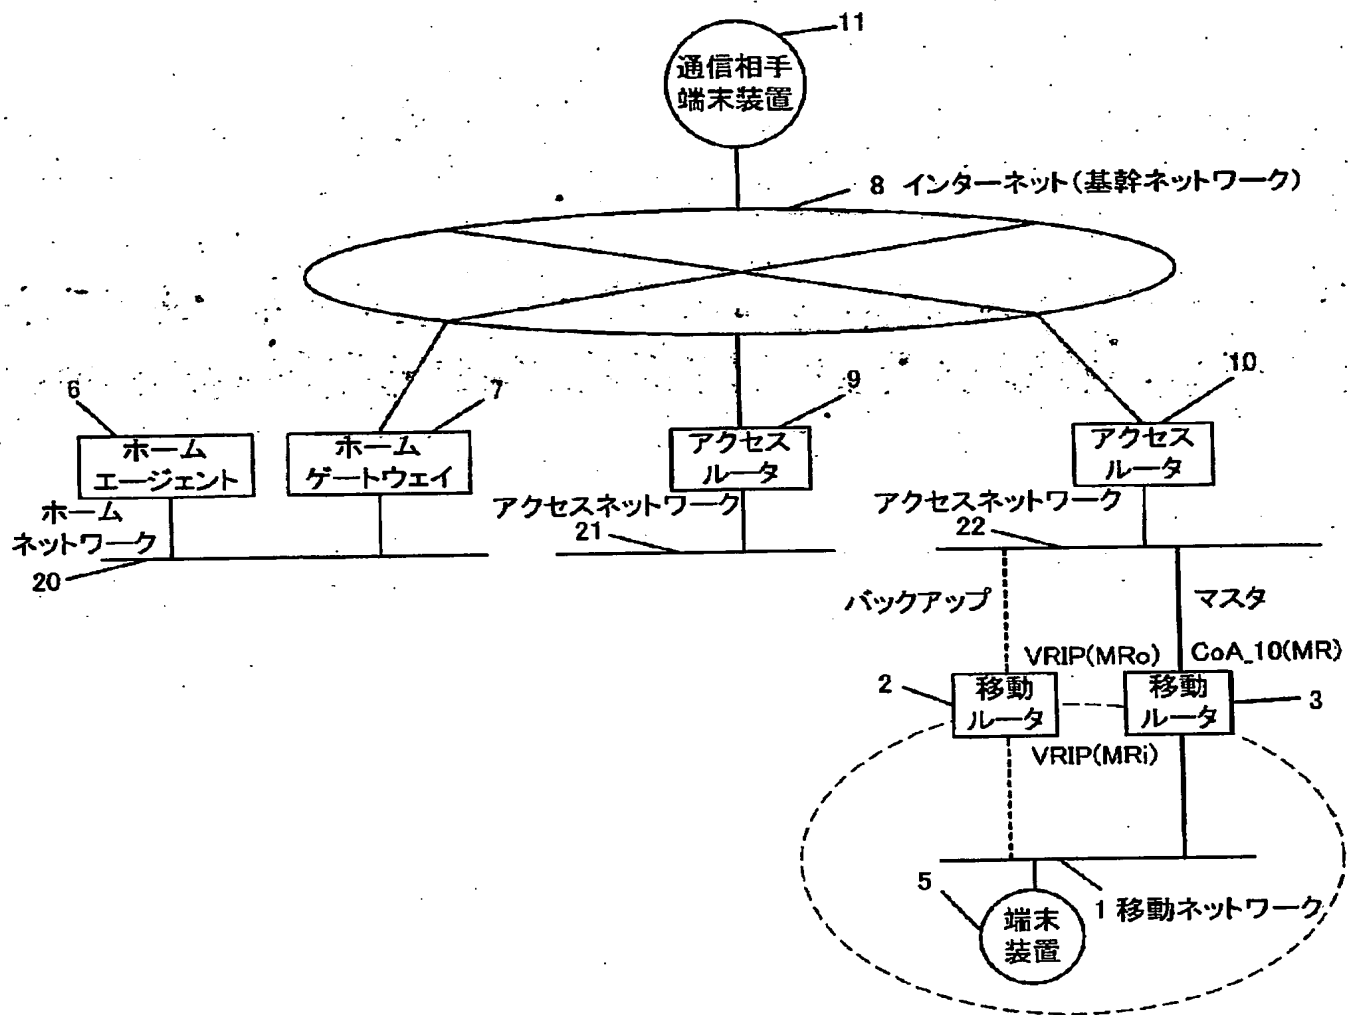 11
通信相手
端末装置
8 インターネット(基幹ネットワーク)
6
7
9
10
ホーム
エージェント
ホーム
ゲートウェイ
アクセス
ルータ
アクセス
ルータ
ホーム
ネットワーク
20
アクセスネットワーク
21
アクセスネットワーク
22
バックアップ
マスタ
VRIP(MRo)
CoA_10(MR)
2
移動
ルータ
移動
ルータ
3
VRIP(MRi)
5
端末
装置
1 移動ネットワーク